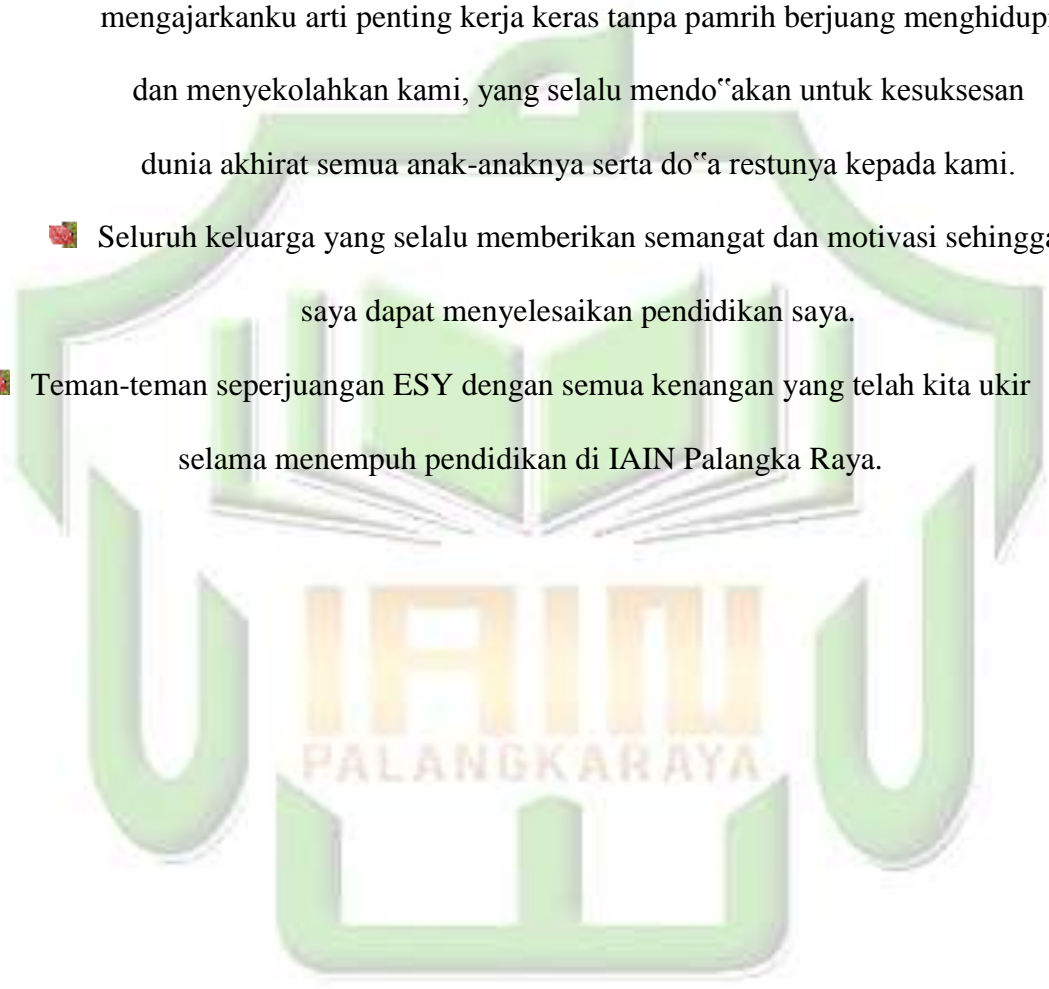 mengajarkanku arti penting kerja keras tanpa pamrih berjuang menghidupi
dan menyekolahkan kami, yang selalu mendo‟akan untuk kesuksesan
dunia akhirat semua anak-anaknya serta do‟a restunya kepada kami.
Seluruh keluarga yang selalu memberikan semangat dan motivasi sehingga
saya dapat menyelesaikan pendidikan saya.
Teman-teman seperjuangan ESY dengan semua kenangan yang telah kita ukir
selama menempuh pendidikan di IAIN Palangka Raya.
IAIN
PALANGKARAYA